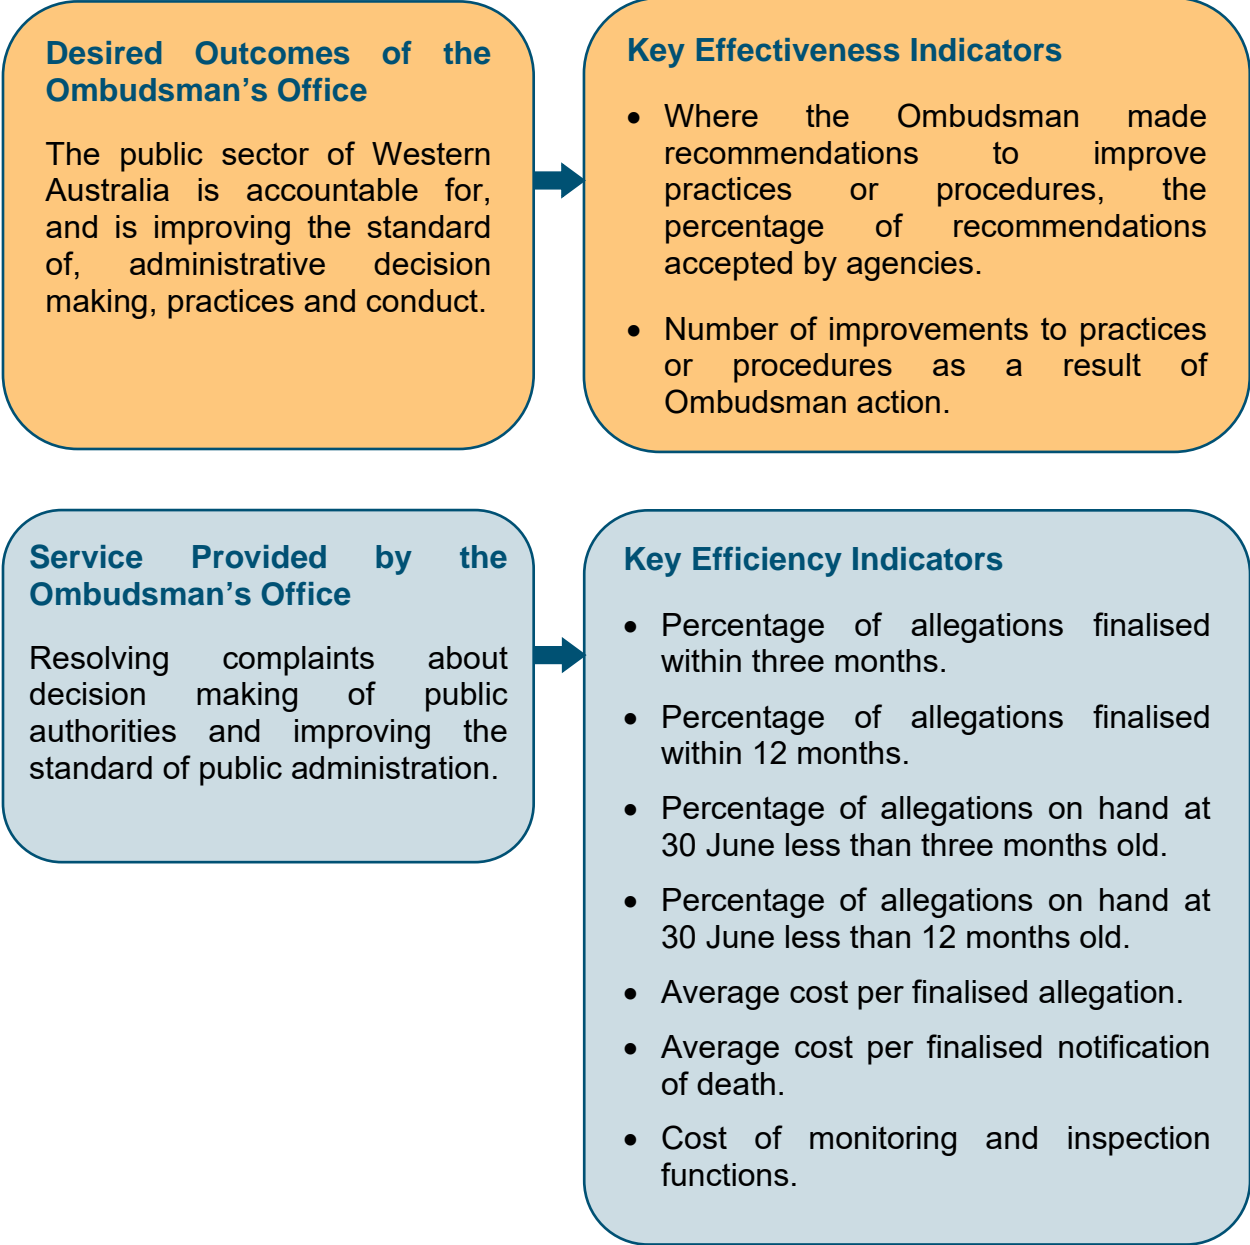 Desired Outcomes of the
Ombudsman’s Office
The public sector of Western
Australia is accountable for,
and is improving the standard
of, administrative decision
making, practices and conduct.
Key Effectiveness Indicators
• Where the Ombudsman made
recommendations to improve
practices or procedures, the
percentage of recommendations
accepted by agencies.
• Number of improvements to practices
or procedures as a result of
Ombudsman action.
Service Provided by the
Ombudsman’s Office
Resolving complaints about
decision making of public
authorities and improving the
standard of public administration.
Key Efficiency Indicators
• Percentage of allegations finalised
within three months.
• Percentage of allegations finalised
within 12 months.
• Percentage of allegations on hand at
30 June less than three months old.
• Percentage of allegations on hand at
30 June less than 12 months old.
• Average cost per finalised allegation.
• Average cost per finalised notification
of death.
• Cost of monitoring and inspection
functions.